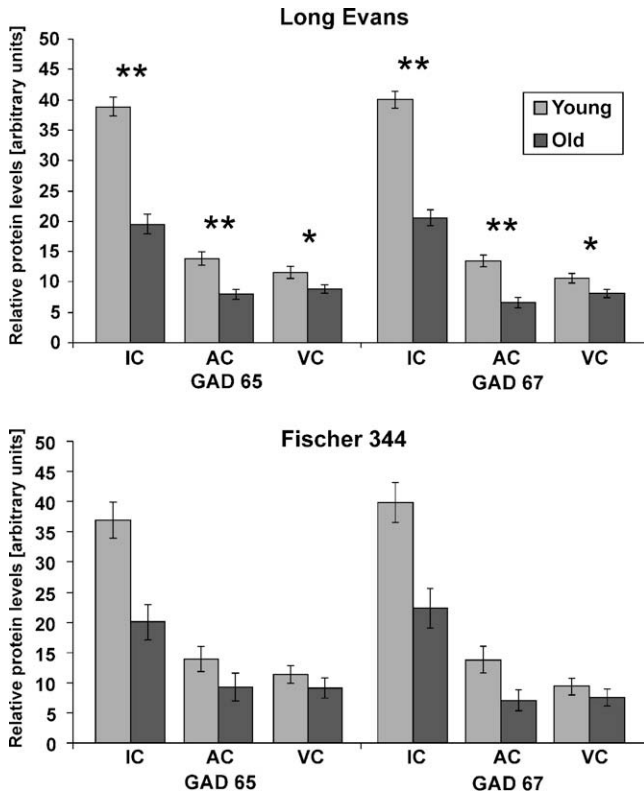 Long Evans
Relative protein levels [arbitrary units]
50
45
40
35
30
25
20
15
10
5
0
** ** * ** ** *
Young
Old
IC AC VC IC AC VC
GAD 65 GAD 67
Fischer 344
Relative protein levels [arbitrary units]
50
45
40
35
30
25
20
15
10
5
0
IC AC VC IC AC VC
GAD 65 GAD 67